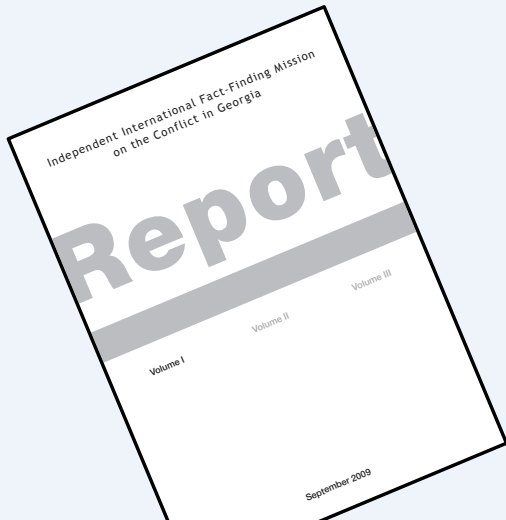 Independent International Fact-Finding Mission
on the Conflict in Georgia
Report
Volume I
Volume II
Volume III
September 2009